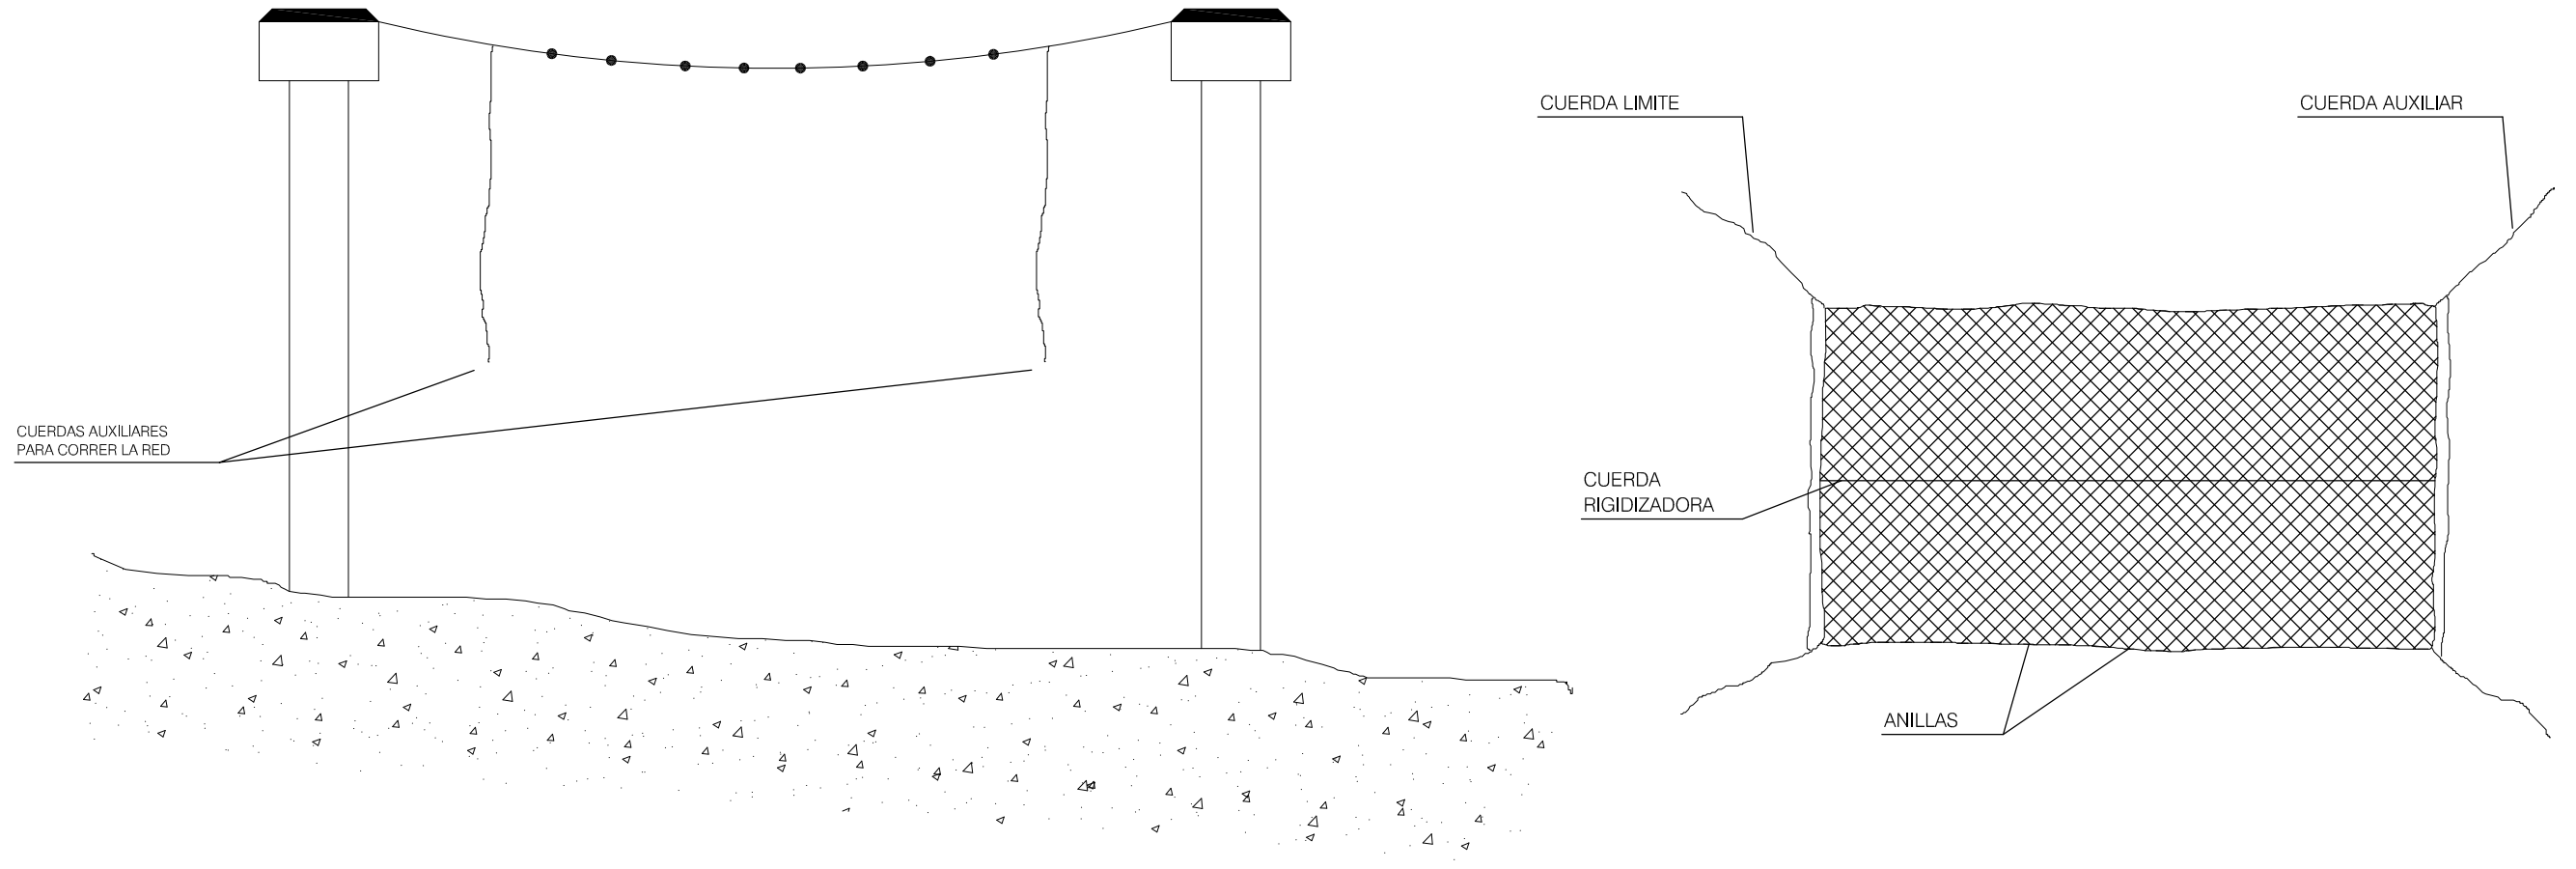 CUERDAS AUXILIARES
PARA CORRER LA RED
CUERDA LIMITE
CUERDA AUXILIAR
CUERDA
RIGIDIZADORA
ANILLAS